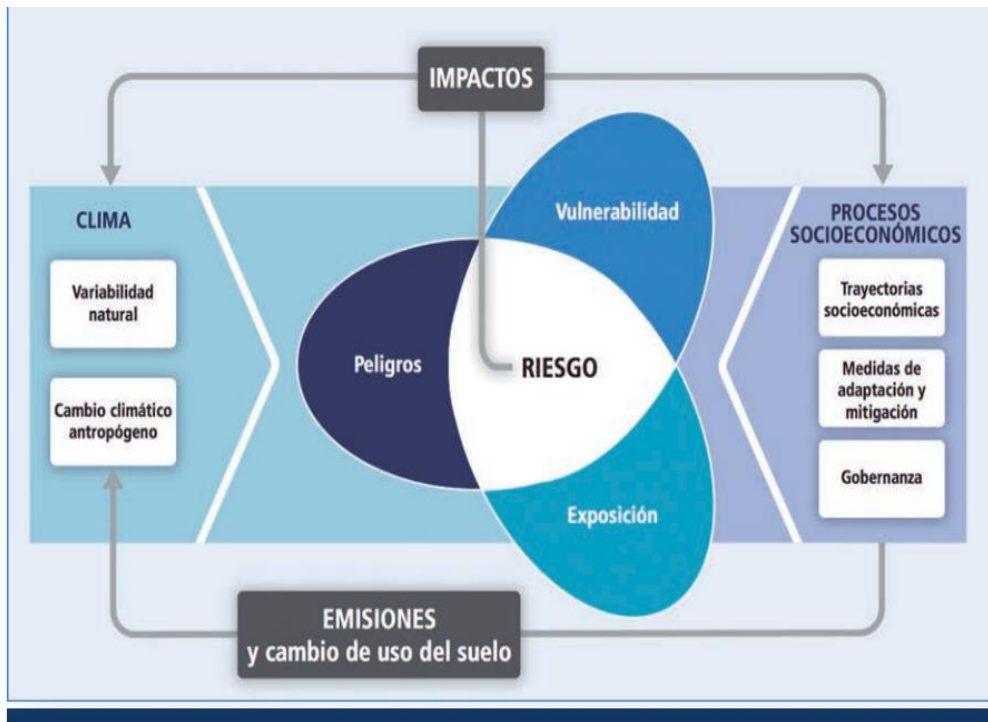 IMPACTOS
CLIMA
Variabilidad
natural
Cambio climático
antropógeno
Vulnerabilidad
Peligros
RIESGO
Exposición
PROCESOS
SOCIOECONÓMICOS
Trayectorias
socioeconómicas
Medidas de
adaptación y
mitigación
Gobernanza
EMISIONES
y cambio de uso del suelo